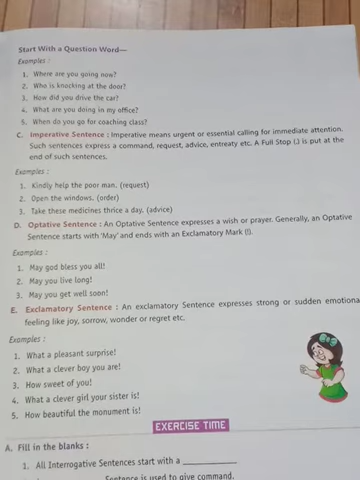 Start With a Question Word—
Examples :
1. Where are you going now?
2. Who is knocking at the door?
3. How did you drive the car?
4. What are you doing in my office?
5. When do you go for coaching class?
C. Imperative Sentence : Imperative means urgent or essential calling for immediate attention.
Such sentences express a command, request, advice, entreaty etc. A Full Stop (.) is put at the
end of such sentences.
Examples :
1. Kindly help the poor man. (request)
2. Open the windows. (order)
3. Take these medicines thrice a day. (advice)
D. Optative Sentence : An Optative Sentence expresses a wish or prayer. Generally, an Optative
Sentence starts with 'May' and ends with an Exclamatory Mark (!).
Examples :
1. May god bless you all!
2. May you live long!
3. May you get well soon!
E. Exclamatory Sentence : An exclamatory Sentence expresses strong or sudden emotiona
feeling like joy, sorrow, wonder or regret etc.
Examples :
1. What a pleasant surprise!
2. What a clever boy you are!
3. How sweet of you!
4. What a clever girl your sister is!
5. How beautiful the monument is!
EXERCISE TIME
A. Fill in the blanks :
1. All Interrogative Sentences start with a ________
Sentence is used to give command.